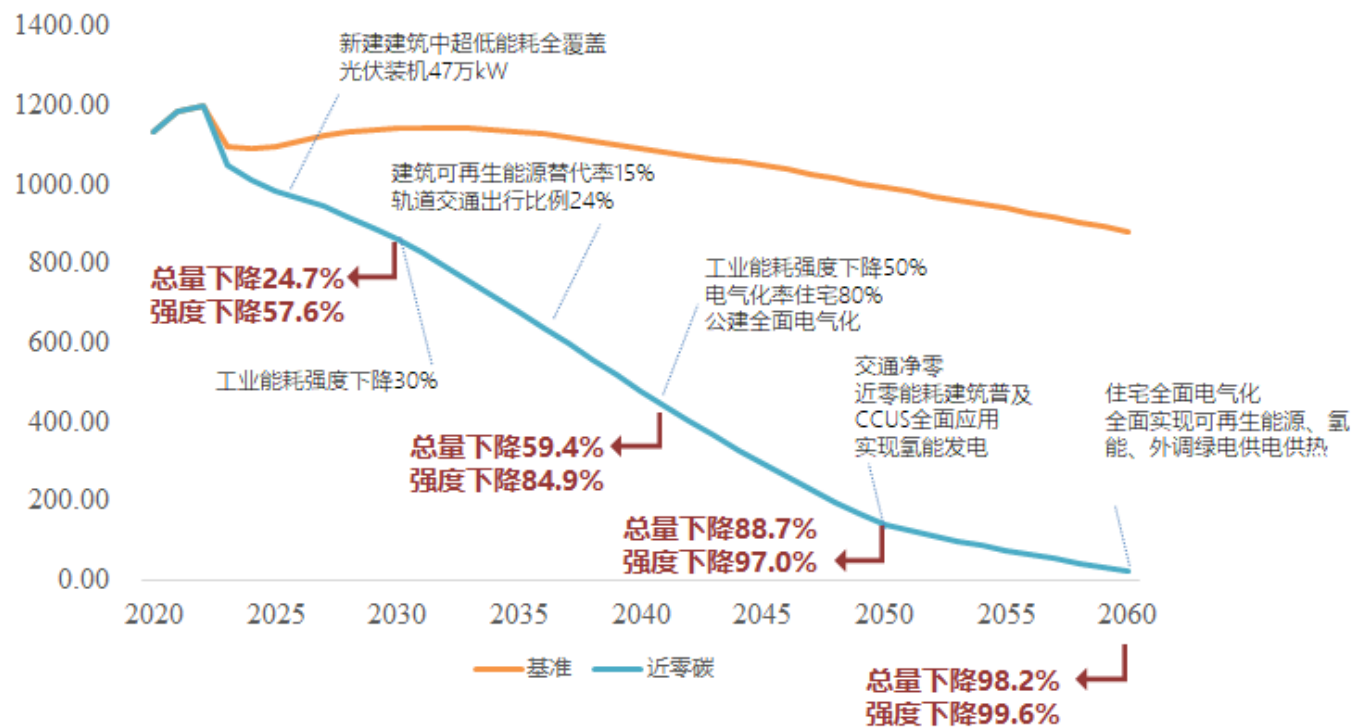 1400.00
1200.00
1000.00
800.00
600.00
400.00
200.00
0.00
新建建筑中超低能耗全覆盖
光伏装机47万kW
建筑可再生能源替代率15%
轨道交通出行比例24%
总量下降24.7%
强度下降57.6%
工业能耗强度下降30%
工业能耗强度下降50%
电气化率住宅80%
公建全面电气化
总量下降59.4%
强度下降84.9%
交通净零
近零能耗建筑普及
CCUS全面应用
实现氢能发电
住宅全面电气化
全面实现可再生能源、氢
能、外调绿电供电供热
总量下降88.7%
强度下降97.0%
2020 2025 2030 2035 2040 2045 2050 2055 2060
基准 近零碳
总量下降98.2%
强度下降99.6%